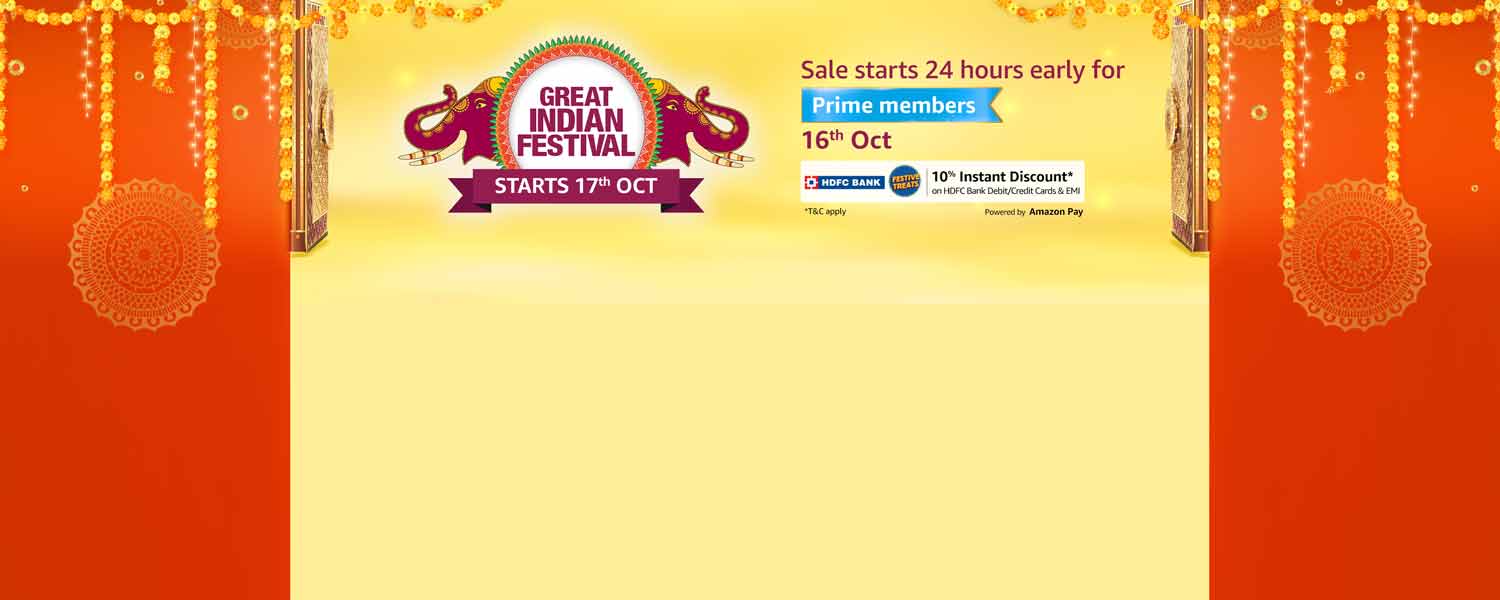 GREAT
INDIAN
FESTIVAL
STARTS 17th OCT
Sale starts 24 hours early for
Prime members
16th Oct
HDFC BANK
FESTIVE
TREATS
10% Instant Discount*
on HDFC Bank Debit/Credit Cards & EMI
*T&C apply
Powered by Amazon Pay